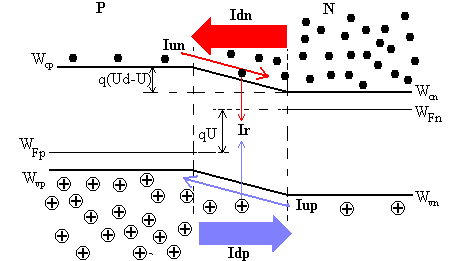 P
Idn
N
Iun
Wcp
q(Ud-U)
Wcn
WFn
qU
Ir
WFp
Wvp
Iup
Wvn
Idp